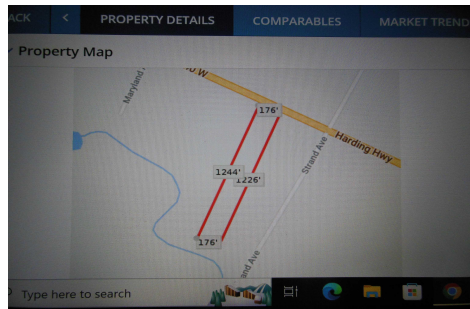 ACK < PROPERTY DETAILS COMPARABLES MARKET TREND
Property Map
Maryland
W
176'
Harding Hwy
Strand Ave
1244'
1226'
176'
and Ave
Type here to search